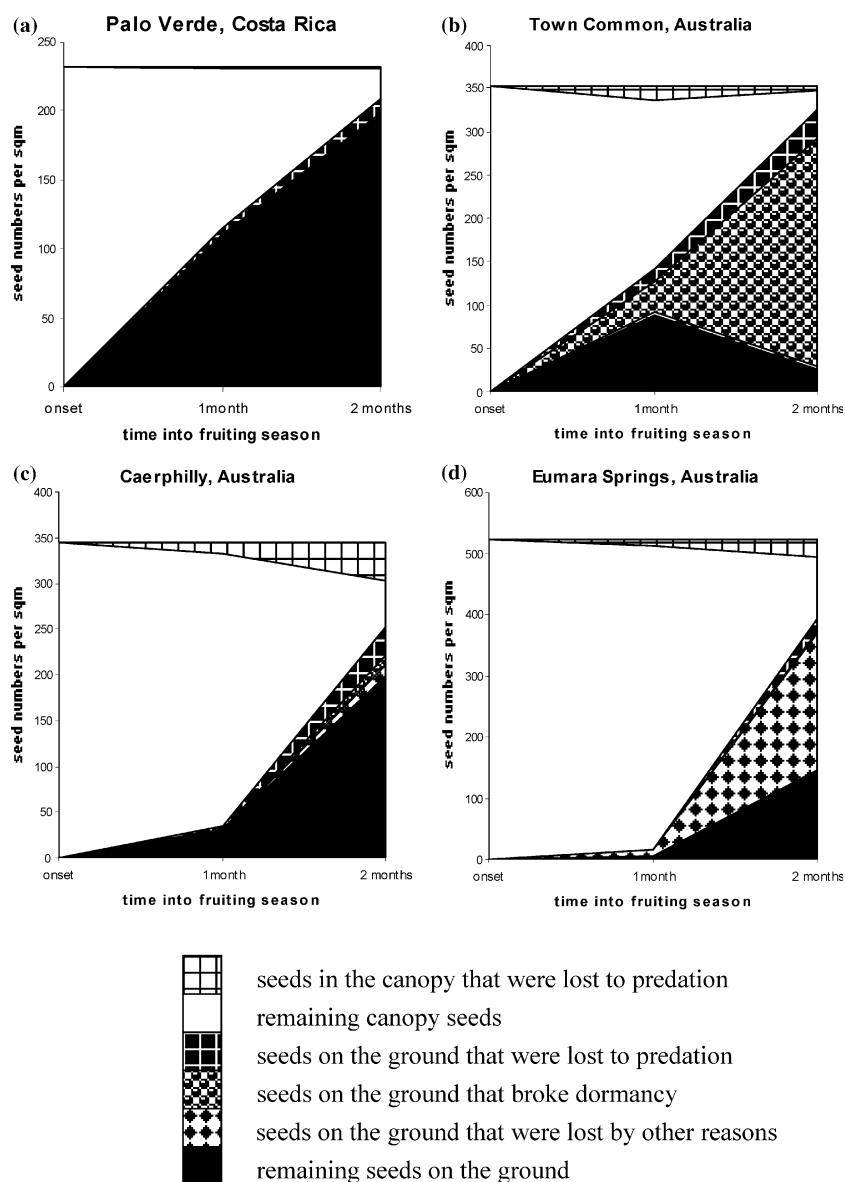 (a) Palo Verde, Costa Rica
250
200
150
100
50
0
seed numbers per sqm
onset 1month 2 months
time into fruiting season
(b) Town Common, Australia
400
350
300
250
200
150
100
50
0
seed numbers per sqm
onset 1month 2 months
time into fruiting season
(c) Caerphilly, Australia
400
350
300
250
200
150
100
50
0
seed numbers per sqm
onset 1month 2 months
time into fruiting season
(d) Eumara Springs, Australia
600
500
400
300
200
100
0
seed numbers per sqm
onset 1month 2 months
time into fruiting season
seeds in the canopy that were lost to predation
remaining canopy seeds
seeds on the ground that were lost to predation
seeds on the ground that broke dormancy
seeds on the ground that were lost by other reasons
remaining seeds on the ground